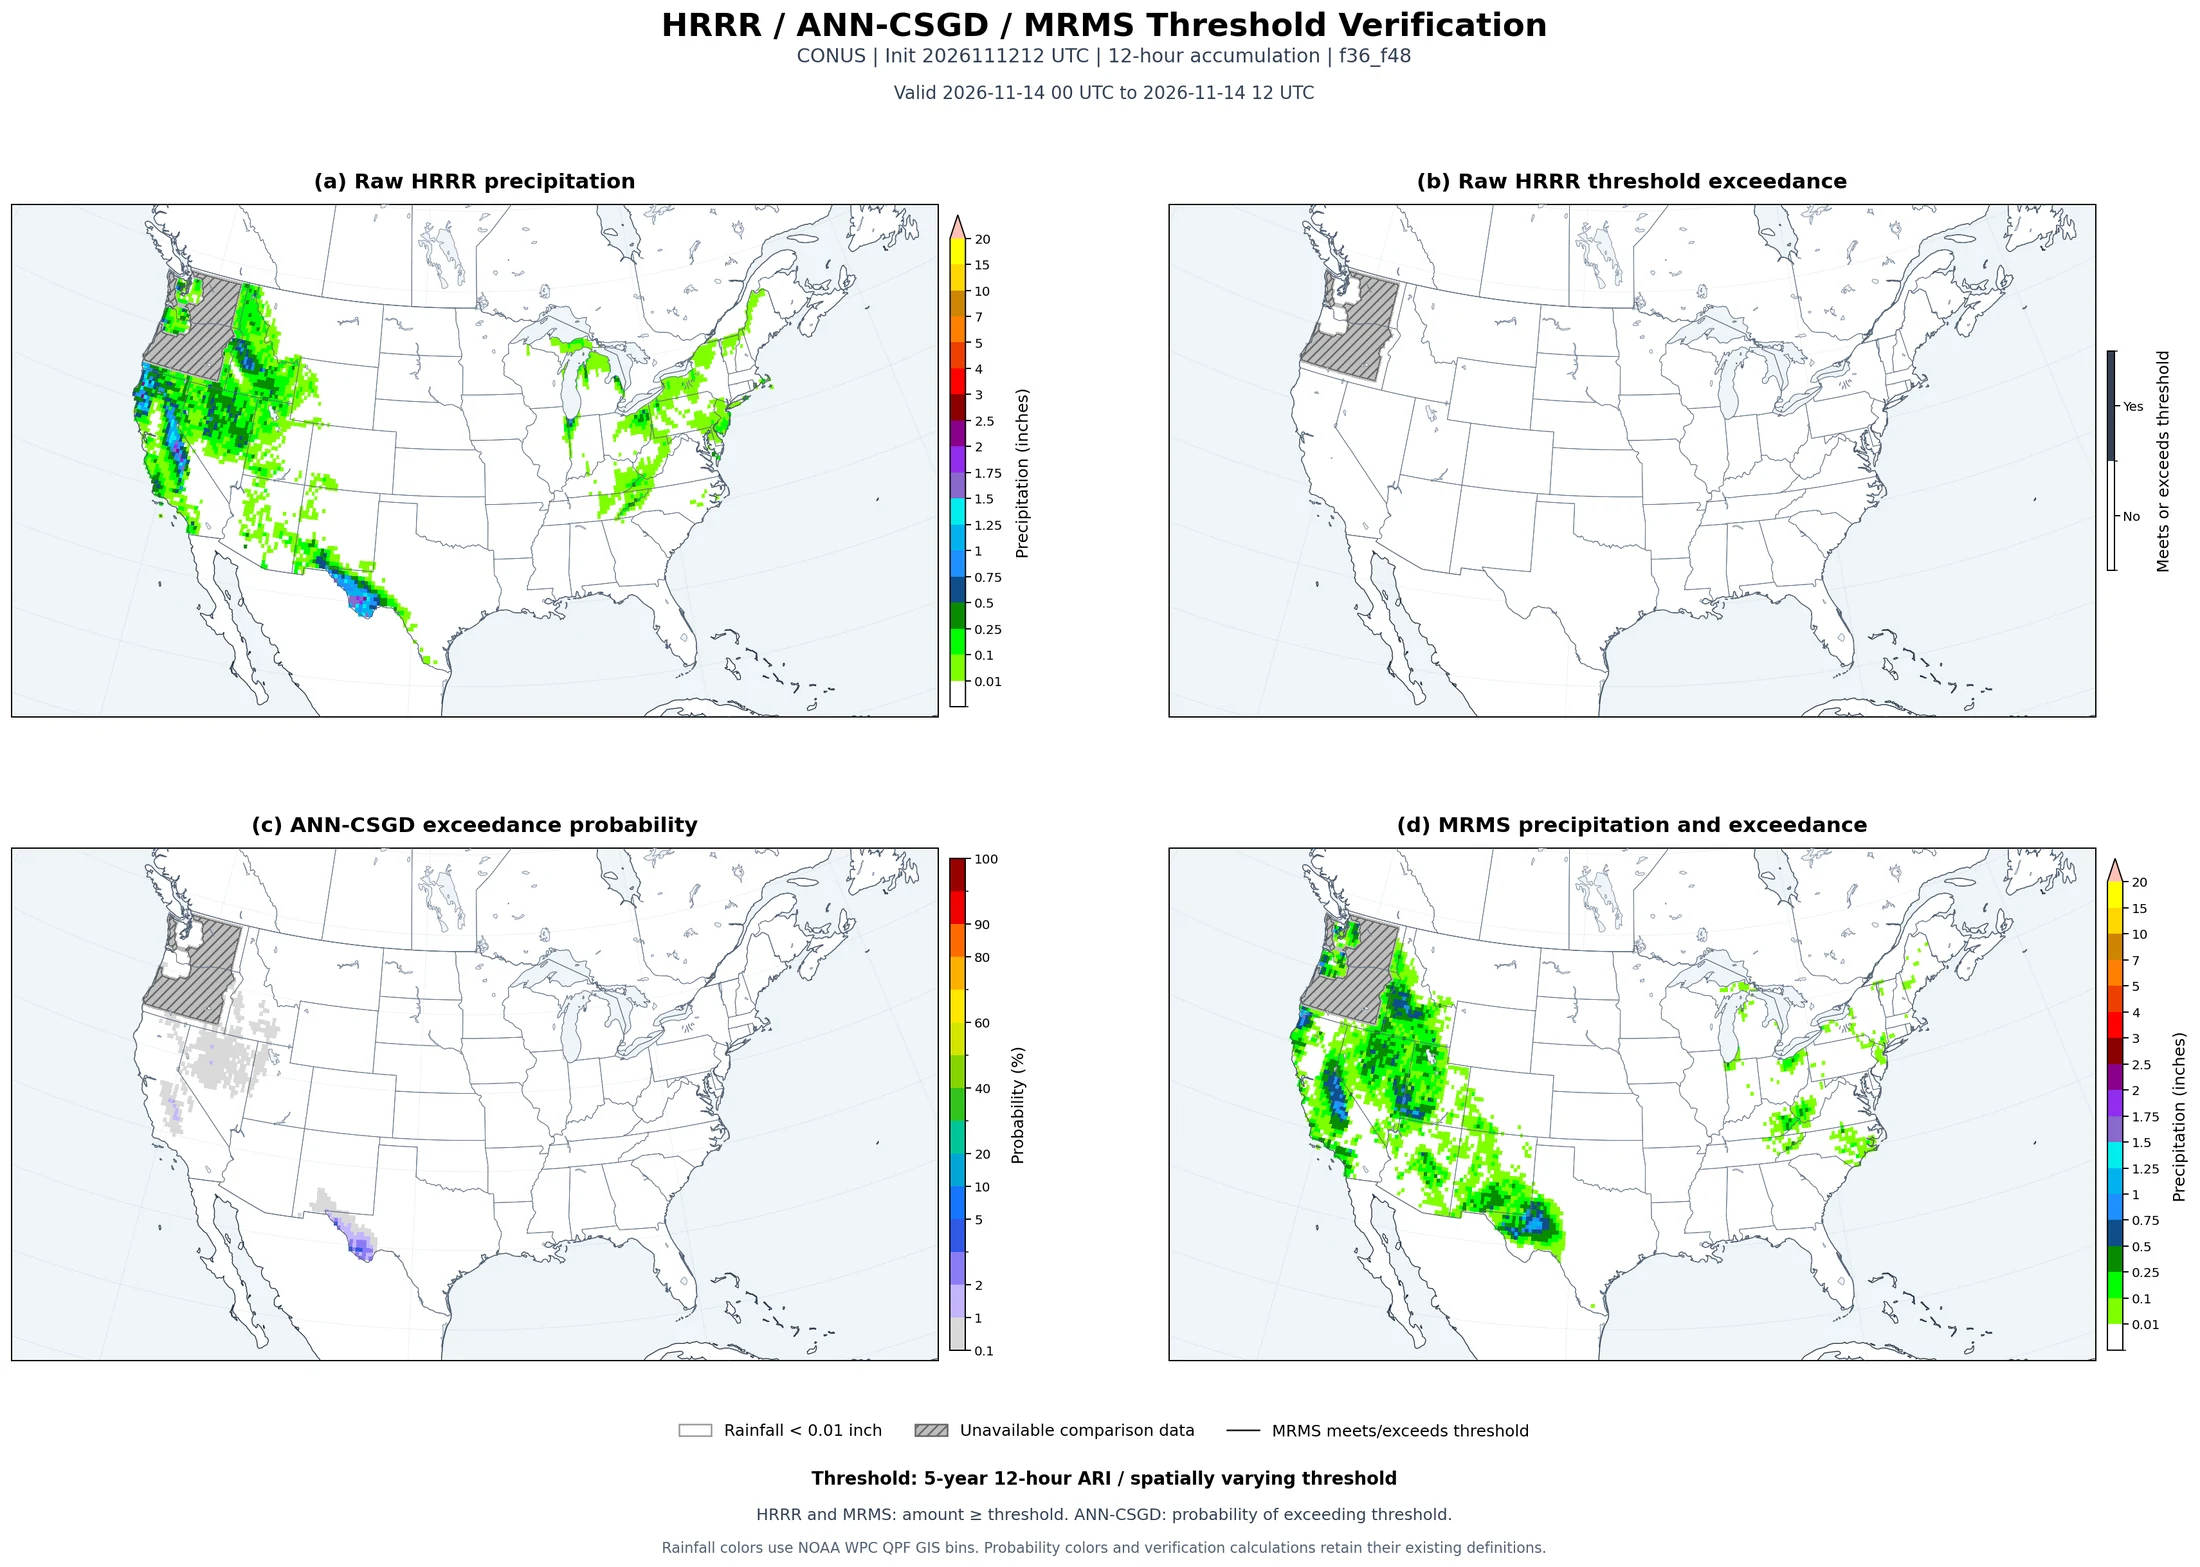 HRRR / ANN-CSGD / MRMS Threshold Verification
CONUS | Init 2026111212 UTC | 12-hour accumulation | f36_f48
Valid 2026-11-14 00 UTC to 2026-11-14 12 UTC
(a) Raw HRRR precipitation
20
15
10
7
5
4
3
2.5
2
1.75
1.5
1.25
1
0.75
0.5
0.25
0.1
0.01
Precipitation (inches)
(b) Raw HRRR threshold exceedance
Yes
No
Meets or exceeds threshold
(c) ANN-CSGD exceedance probability
100
90
80
60
40
20
10
5
2
1
0.1
Probability (%)
(d) MRMS precipitation and exceedance
20
15
10
7
5
4
3
2.5
2
1.75
1.5
1.25
1
0.75
0.5
0.25
0.1
0.01
Precipitation (inches)
Rainfall < 0.01 inch
Unavailable comparison data
MRMS meets/exceeds threshold
Threshold: 5-year 12-hour ARI / spatially varying threshold
HRRR and MRMS: amount ≥ threshold. ANN-CSGD: probability of exceeding threshold.
Rainfall colors use NOAA WPC QPF GIS bins. Probability colors and verification calculations retain their existing definitions.